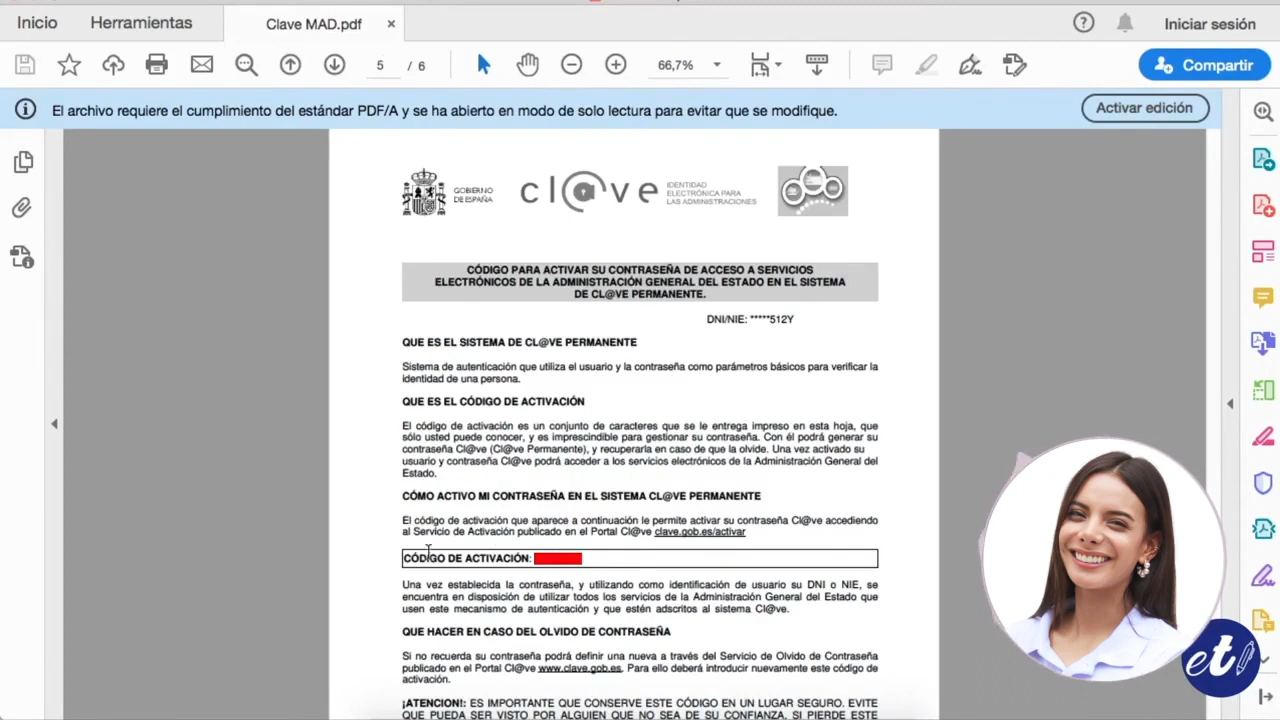 Inicio
Herramientas
Clave MAD.pdf
×
Iniciar sesión
5 / 6
66,7%
Compartir
El archivo requiere el cumplimiento del estándar PDF/A y se ha abierto en modo de solo lectura para evitar que se modifique.
Activar edición
GOBIERNO
DE ESPAÑA
cl@ve
IDENTIDAD
ELECTRÓNICA PARA
LAS ADMINISTRACIONES
CÓDIGO PARA ACTIVAR SU CONTRASEÑA DE ACCESO A SERVICIOS
ELECTRÓNICOS DE LA ADMINISTRACIÓN GENERAL DEL ESTADO EN EL SISTEMA
DE CL@VE PERMANENTE.
DNI/NIE: *****512Y
QUE ES EL SISTEMA DE CL@VE PERMANENTE
Sistema de autenticación que utiliza el usuario y la contraseña como parámetros básicos para verificar la
identidad de una persona.
QUE ES EL CÓDIGO DE ACTIVACIÓN
El código de activación es un conjunto de caracteres que se le entrega impreso en esta hoja, que
sólo usted puede conocer, y es imprescindible para gestionar su contraseña. Con él podrá generar su
contraseña Cl@ve (Cl@ve Permanente), y recuperarla en caso de que la olvide. Una vez activado su
usuario y contraseña Cl@ve podrá acceder a los servicios electrónicos de la Administración General del
Estado.
CÓMO ACTIVO MI CONTRASEÑA EN EL SISTEMA CL@VE PERMANENTE
El código de activación que aparece a continuación le permite activar su contraseña Cl@ve accediendo
al Servicio de Activación publicado en el Portal Cl@ve clave.gob.es/activar
CÓDIGO DE ACTIVACIÓN:
Una vez establecida la contraseña, y utilizando como identificación de usuario su DNI o NIE, se
encuentra en disposición de utilizar todos los servicios de la Administración General del Estado que
usen este mecanismo de autenticación y que estén adscritos al sistema Cl@ve.
QUE HACER EN CASO DEL OLVIDO DE CONTRASEÑA
Si no recuerda su contraseña podrá definir una nueva a través del Servicio de Olvido de Contraseña
publicado en el Portal Cl@ve www.clave.gob.es. Para ello deberá introducir nuevamente este código de
activación.
¡ATENCION!: ES IMPORTANTE QUE CONSERVE ESTE CÓDIGO EN UN LUGAR SEGURO. EVITE
QUE PUEDA SER VISTO POR ALGUIEN QUE NO SEA DE SU CONFIANZA. SI PIERDE ESTE
et